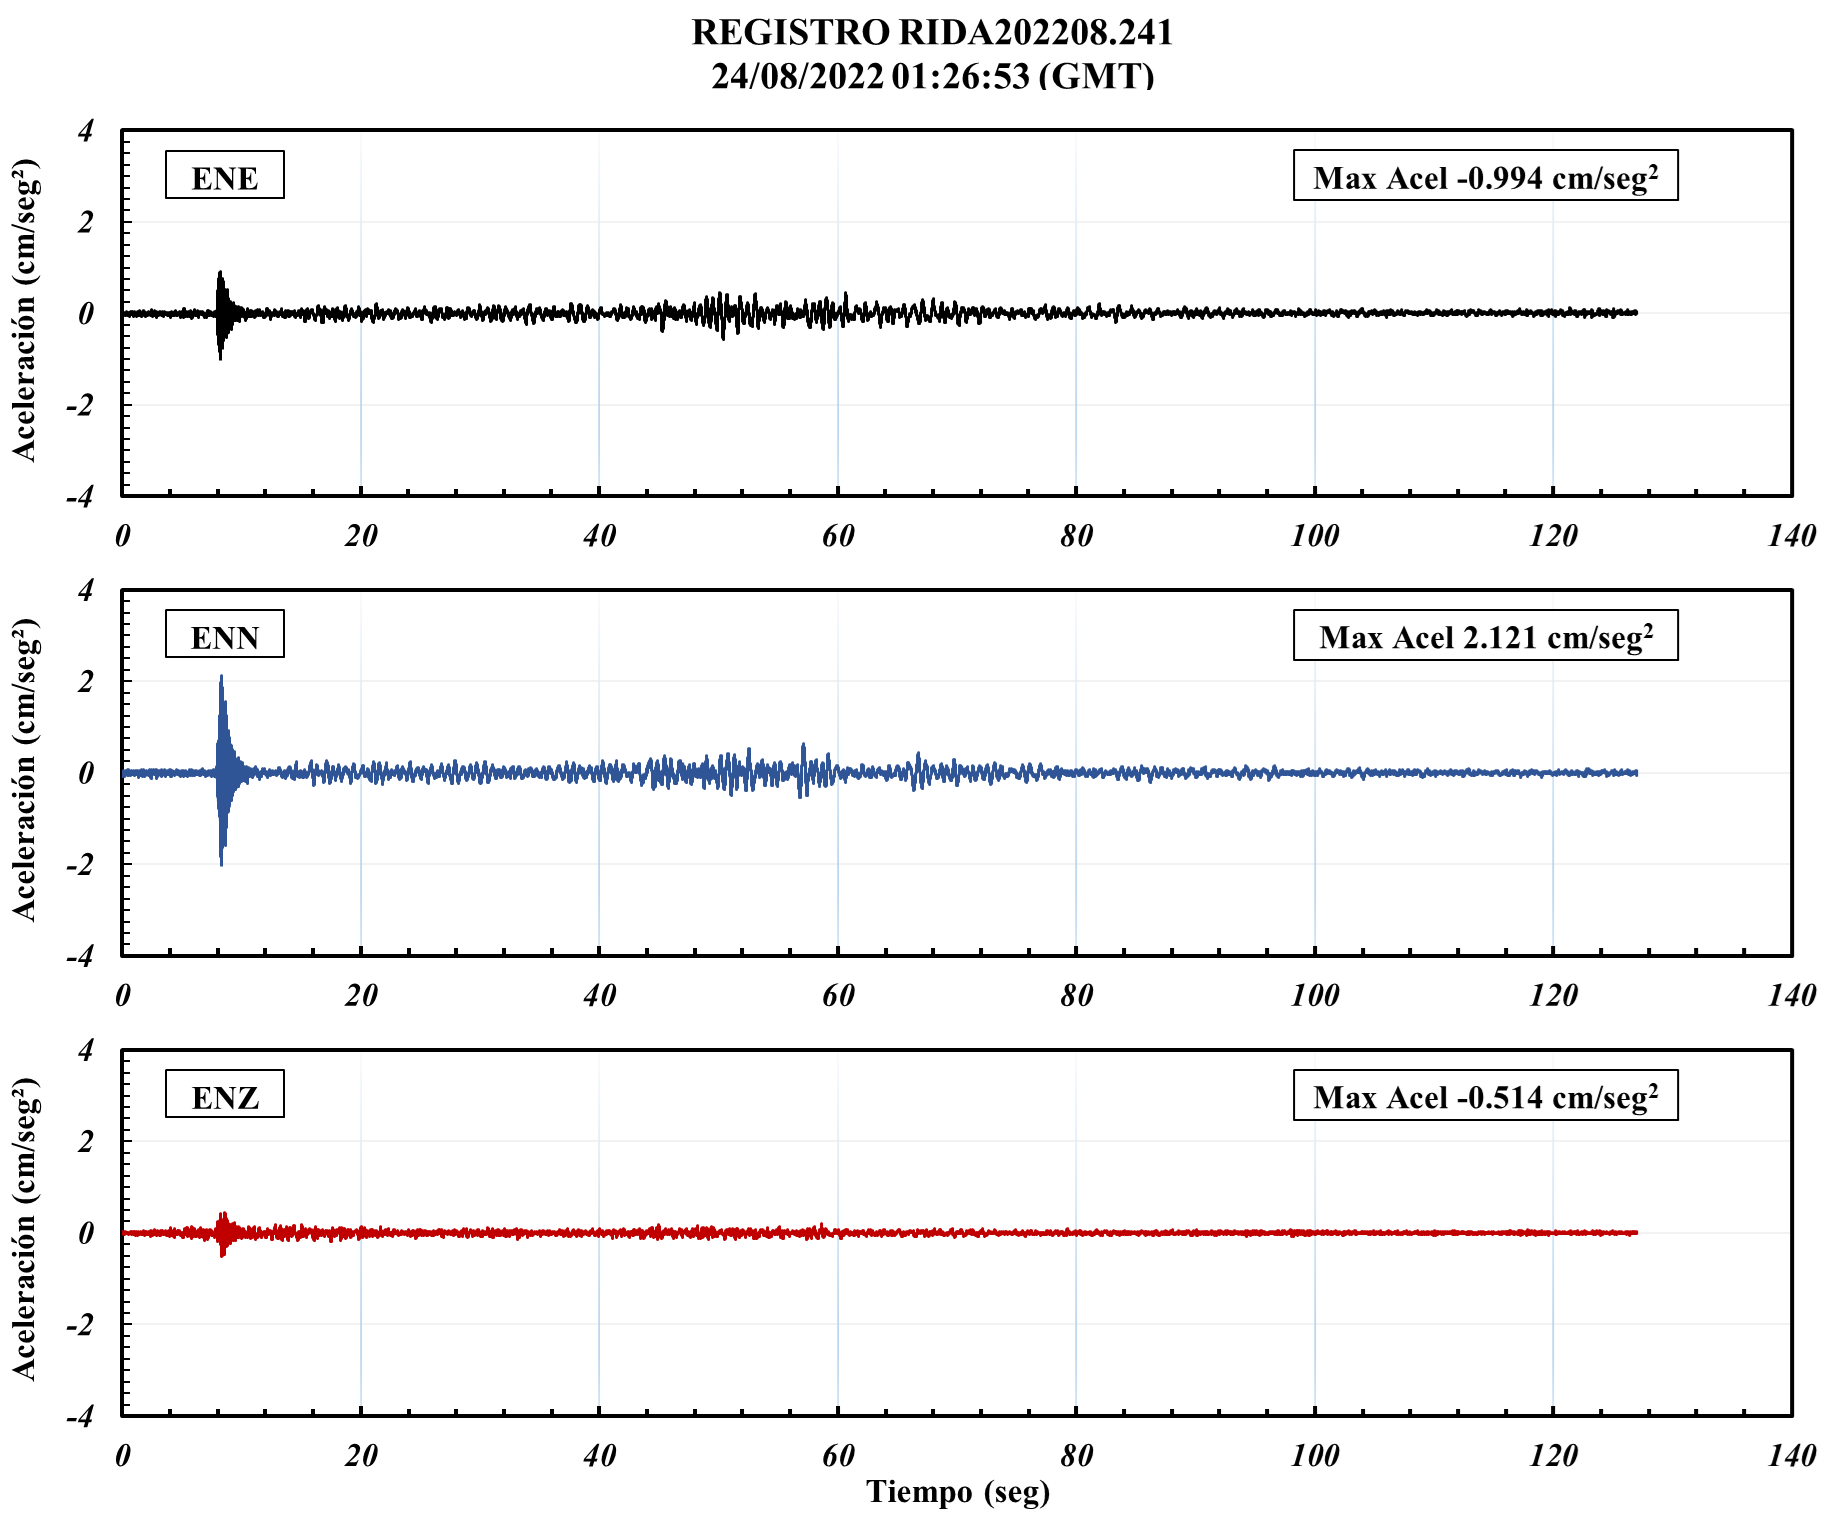 REGISTRO RIDA202208.241
24/08/2022 01:26:53 (GMT)
Aceleración (cm/seg²)
4
2
0
-2
-4
ENE
Max Acel -0.994 cm/seg²
0 20 40 60 80 100 120 140
Aceleración (cm/seg²)
4
2
0
-2
-4
ENN
Max Acel 2.121 cm/seg²
0 20 40 60 80 100 120 140
Aceleración (cm/seg²)
4
2
0
-2
-4
ENZ
Max Acel -0.514 cm/seg²
0 20 40 60 80 100 120 140
Tiempo (seg)